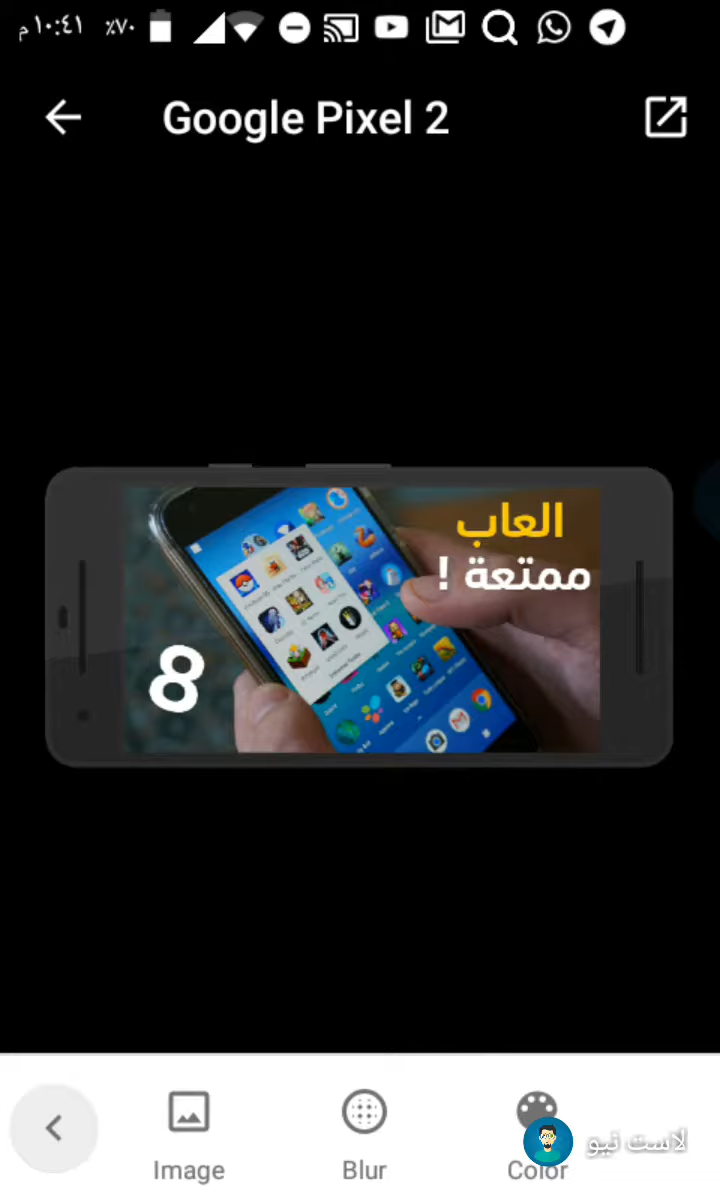 ١٠:٤١ م ٪٧٠
Google Pixel 2
العاب
ممتعة !
8
Image
Blur
Color
لاست نيو